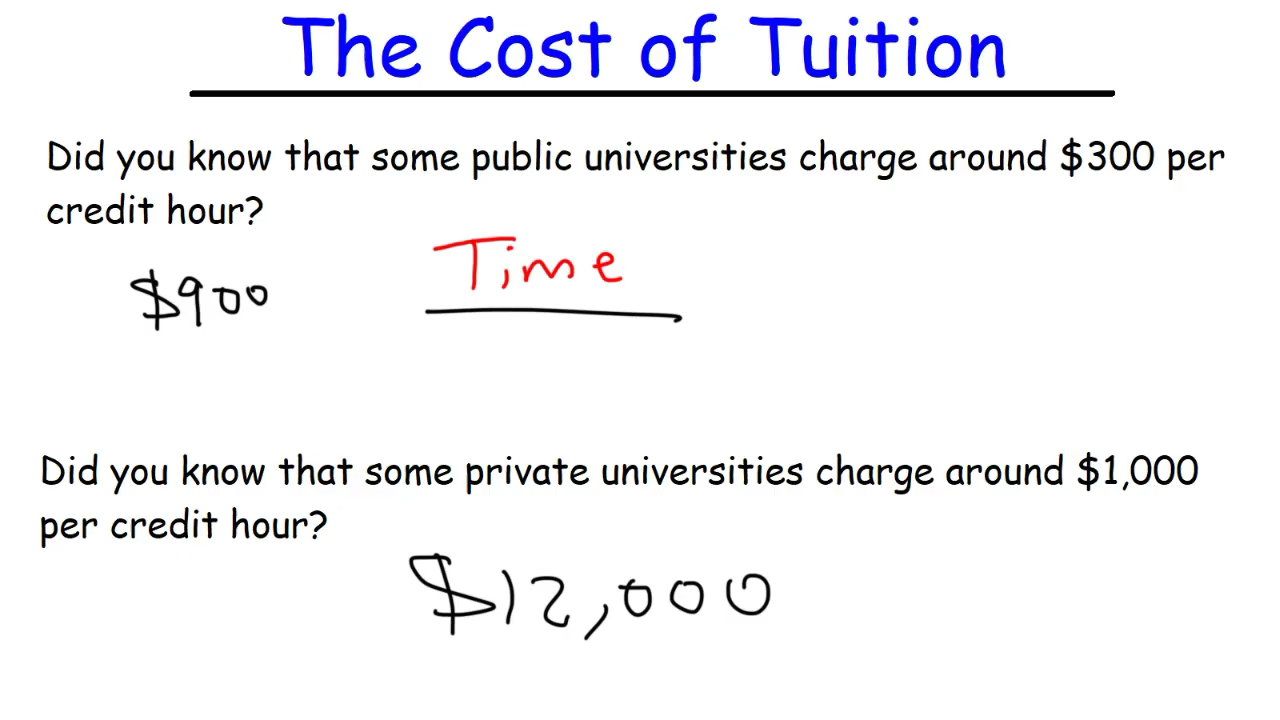 The Cost of Tuition
Did you know that some public universities charge around $300 per
credit hour?
Time
$900
Did you know that some private universities charge around $1,000
per credit hour?
$12,000